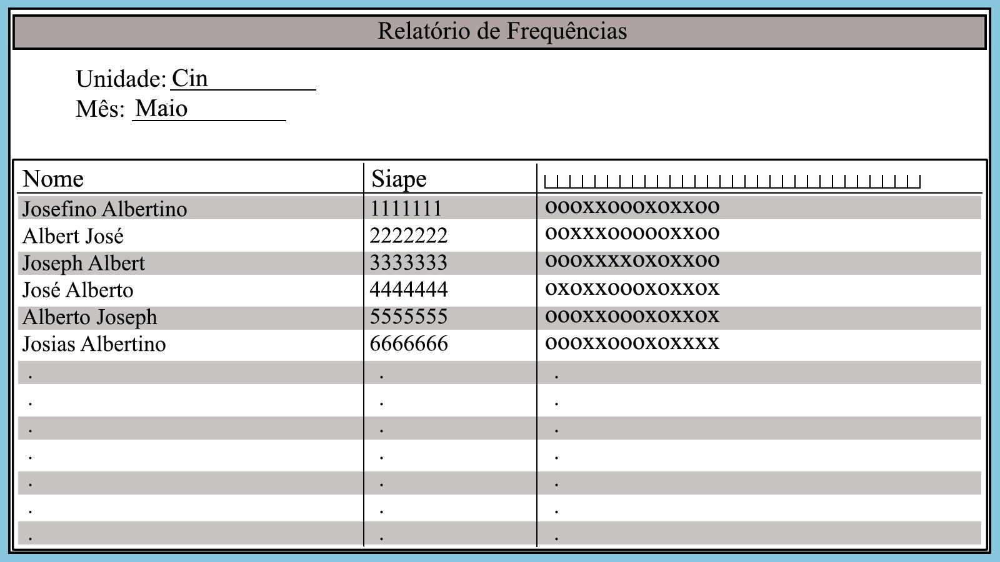 Relatório de Frequências
Unidade: Cin
Mês: Maio
Nome Siape
Josefino Albertino 1111111 oooxxoooxoxxoo
Albert José 2222222 ooxxxoooooxxoo
Joseph Albert 3333333 oooxxxxoxoxxoo
José Alberto 4444444 oxoxxoooxoxxox
Alberto Joseph 5555555 oooxxoooxoxxox
Josias Albertino 6666666 oooxxoooxoxxxx
. . .
. . .
. . .
. . .
. . .
. . .
. . .